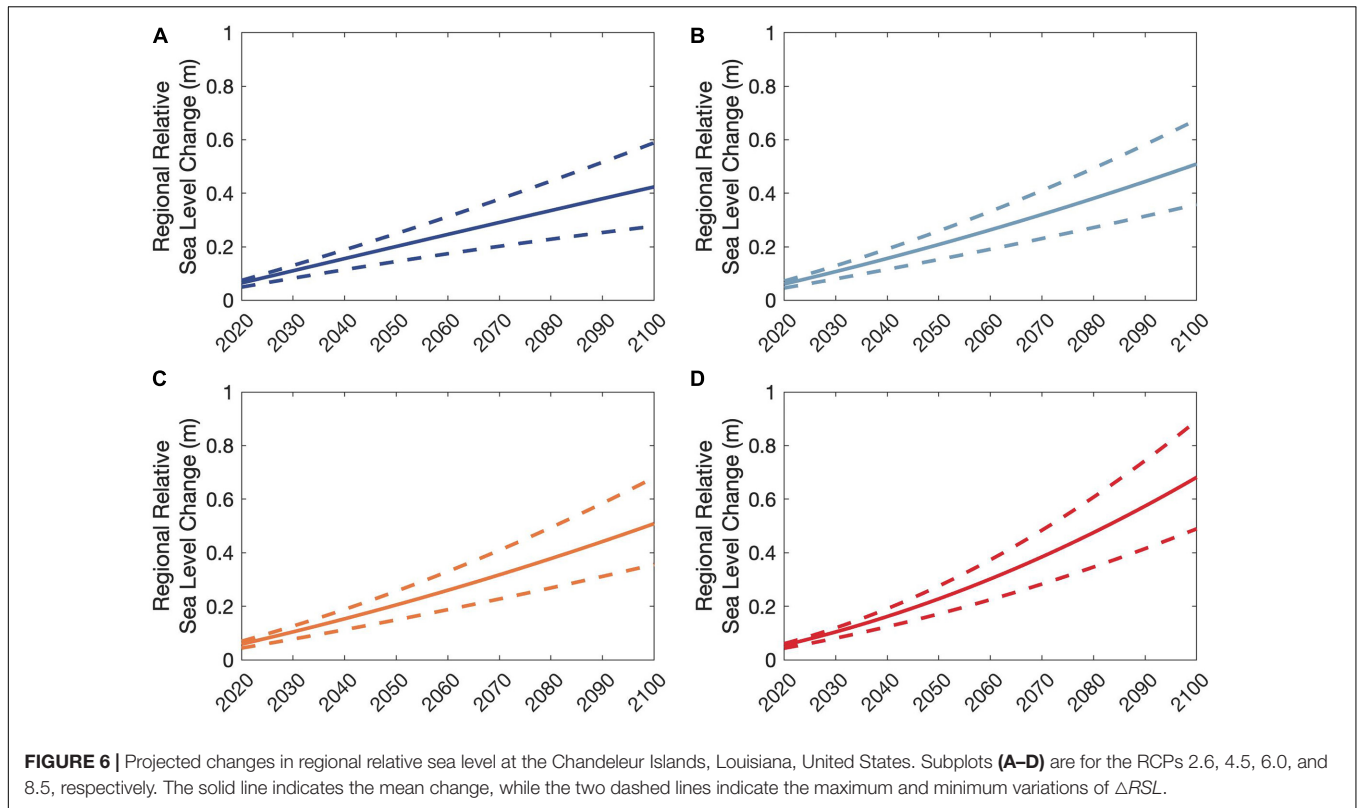 A
Regional Relative
Sea Level Change (m)
1
0.8
0.6
0.4
0.2
0
2020 2030 2040 2050 2060 2070 2080 2090 2100
B
Regional Relative
Sea Level Change (m)
1
0.8
0.6
0.4
0.2
0
2020 2030 2040 2050 2060 2070 2080 2090 2100
C
Regional Relative
Sea Level Change (m)
1
0.8
0.6
0.4
0.2
0
2020 2030 2040 2050 2060 2070 2080 2090 2100
D
Regional Relative
Sea Level Change (m)
1
0.8
0.6
0.4
0.2
0
2020 2030 2040 2050 2060 2070 2080 2090 2100
FIGURE 6 | Projected changes in regional relative sea level at the Chandeleur Islands, Louisiana, United States. Subplots (A–D) are for the RCPs 2.6, 4.5, 6.0, and
8.5, respectively. The solid line indicates the mean change, while the two dashed lines indicate the maximum and minimum variations of △RSL.